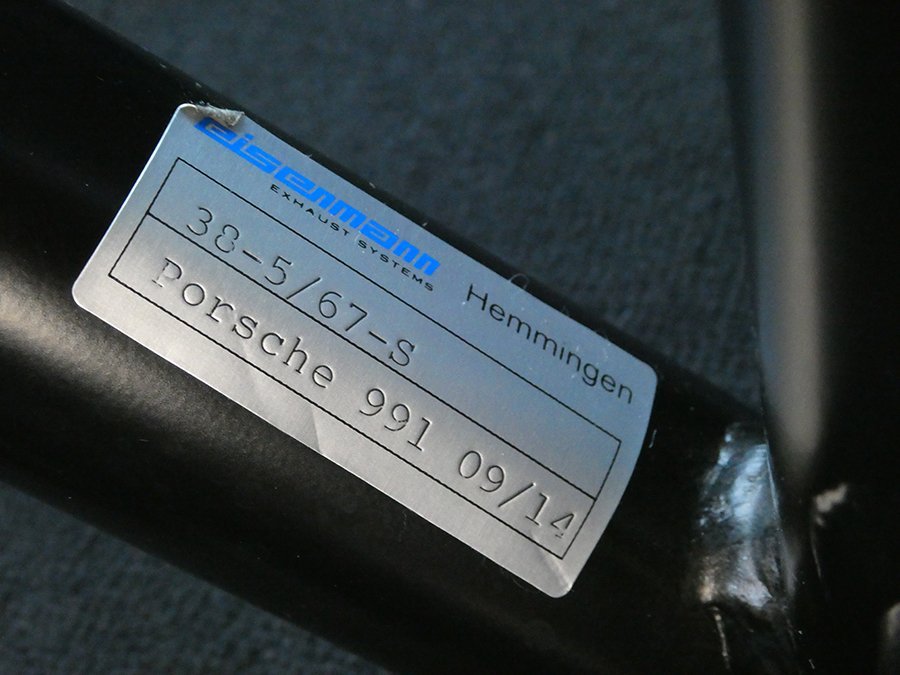 eisenmann
EXHAUST SYSTEMS
Hemmingen
38-5/67-S
Porsche 991 09/14